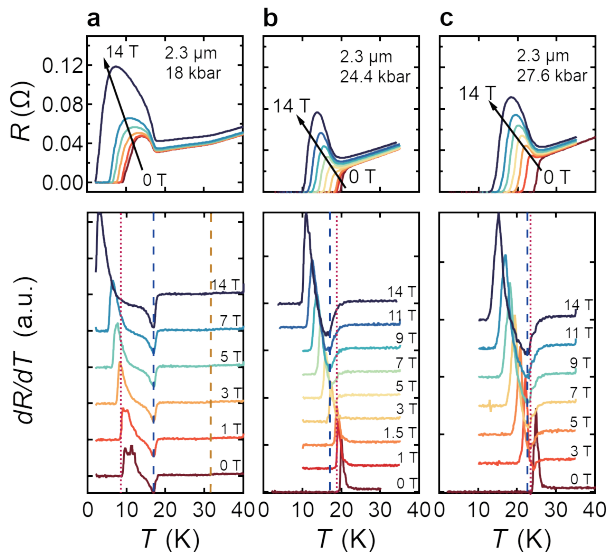 a
b
c
R (Ω)
0.12
0.08
0.04
0.00
14 T
2.3 µm
18 kbar
0 T
2.3 µm
24.4 kbar
14 T
0 T
2.3 µm
27.6 kbar
14 T
0 T
dR/dT (a.u.)
14 T
7 T
5 T
3 T
1 T
0 T
14 T
11 T
9 T
7 T
5 T
3 T
1.5 T
1 T
0 T
14 T
11 T
9 T
7 T
5 T
3 T
0 T
0 10 20 30 40
0 10 20 30 40
0 10 20 30 40
T (K)
T (K)
T (K)